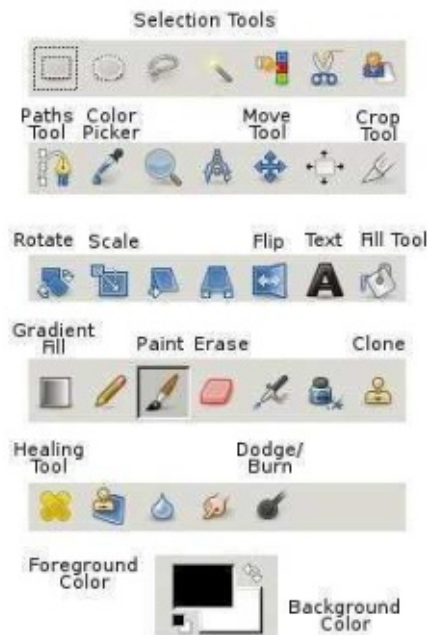 Selection Tools
Paths Color Move Crop
Tool Picker Tool Tool
Rotate Scale Flip Text Fill Tool
Gradient
Fill Paint Erase Clone
Healing Dodge/
Tool Burn
Foreground
Color
Background
Color